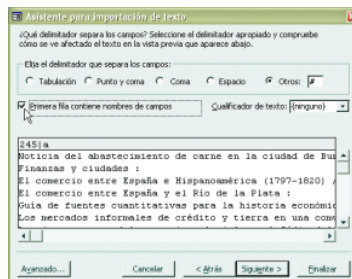 Asistente para importación de texto
¿Qué delimitador separa los campos? Seleccione el delimitador apropiado y compruebe
cómo se ve afectado el texto en la vista previa que aparece abajo.
Elija el delimitador que separa los campos:
Tabulación Punto y coma Coma Espacio Otros: #
Primera fila contiene nombres de campos Cualificador de texto: {ninguno}
245|a
Noticia del abastecimiento de carne en la ciudad de Bu
Finanzas y ciudades :
El comercio entre España e Hispanoamérica (1797-1820) /
El comercio entre España y el Río de la Plata :
Guía de fuentes cuantitativas para la historia económi
Los mercados informales de crédito y tierra en una
Avanzado... Cancelar < Atrás Siguiente > Finalizar